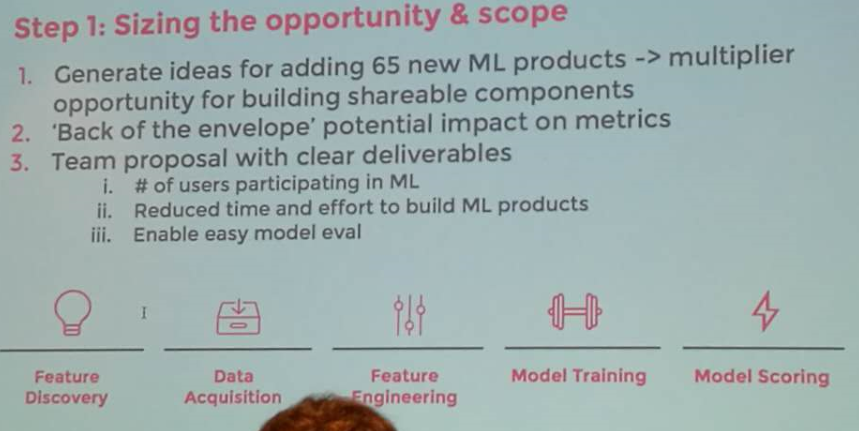 Step 1: Sizing the opportunity & scope
1. Generate ideas for adding 65 new ML products -> multiplier
opportunity for building shareable components
2. ‘Back of the envelope’ potential impact on metrics
3. Team proposal with clear deliverables
i. # of users participating in ML
ii. Reduced time and effort to build ML products
iii. Enable easy model eval
Feature
Discovery
Data
Acquisition
Feature
Engineering
Model Training
Model Scoring